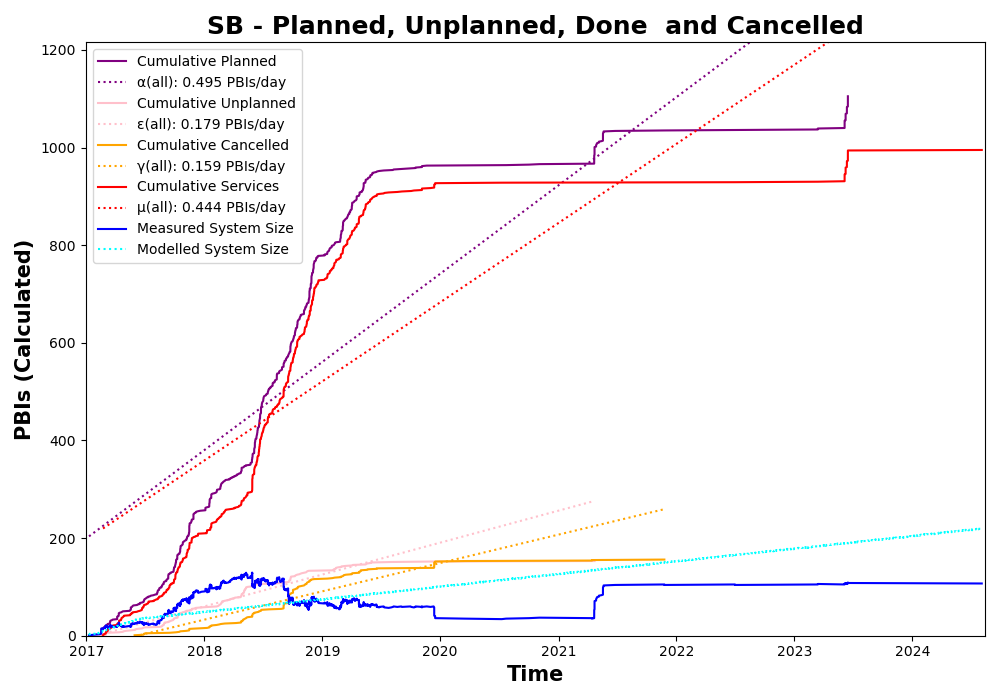 SB - Planned, Unplanned, Done  and Cancelled
1200
1000
800
600
400
200
0
PBIs (Calculated)
Cumulative Planned
α(all): 0.495 PBIs/day
Cumulative Unplanned
ε(all): 0.179 PBIs/day
Cumulative Cancelled
γ(all): 0.159 PBIs/day
Cumulative Services
μ(all): 0.444 PBIs/day
Measured System Size
Modelled System Size
2017 2018 2019 2020 2021 2022 2023 2024
Time